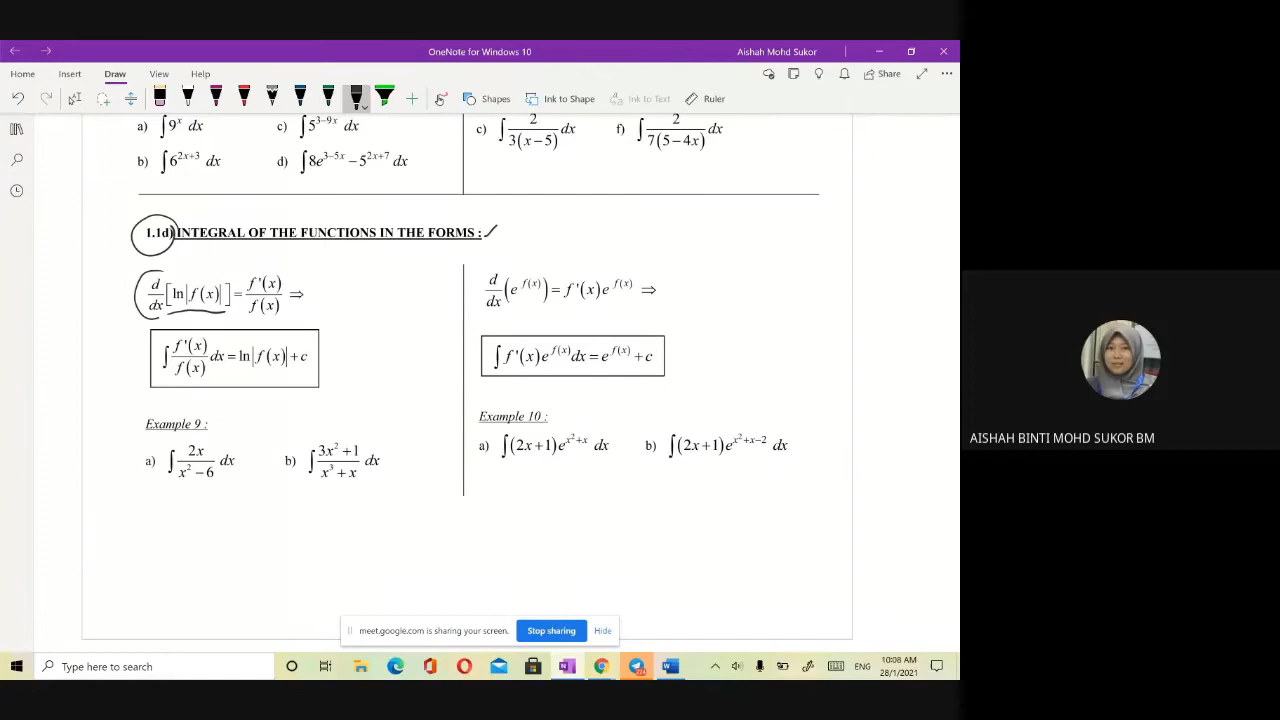 OneNote for Windows 10
Aishah Mohd Sukor
Home Insert Draw View Help
Share
Shapes Ink to Shape Ink to Text Ruler
a) ∫9^x dx c) ∫5^{3−9x} dx
b) ∫6^{2x+3} dx d) ∫8e^{3−5x} − 5^{2x+7} dx
c) ∫ 2/(3(x−5)) dx f) ∫ 2/(7(5−4x)) dx
1.1d) INTEGRAL OF THE FUNCTIONS IN THE FORMS :
d/dx [ln|f(x)|] = f'(x)/f(x) ⇒
∫ f'(x)/f(x) dx = ln|f(x)| + c
Example 9 :
a) ∫ 2x/(x²−6) dx b) ∫ (3x²+1)/(x³+x) dx
d/dx (e^{f(x)}) = f'(x)e^{f(x)} ⇒
∫ f'(x)e^{f(x)}dx = e^{f(x)} + c
Example 10 :
a) ∫(2x+1)e^{x²+x} dx b) ∫(2x+1)e^{x²+x−2} dx
meet.google.com is sharing your screen. Stop sharing Hide
AISHAH BINTI MOHD SUKOR BM
Type here to search
ENG
10:08 AM
28/1/2021